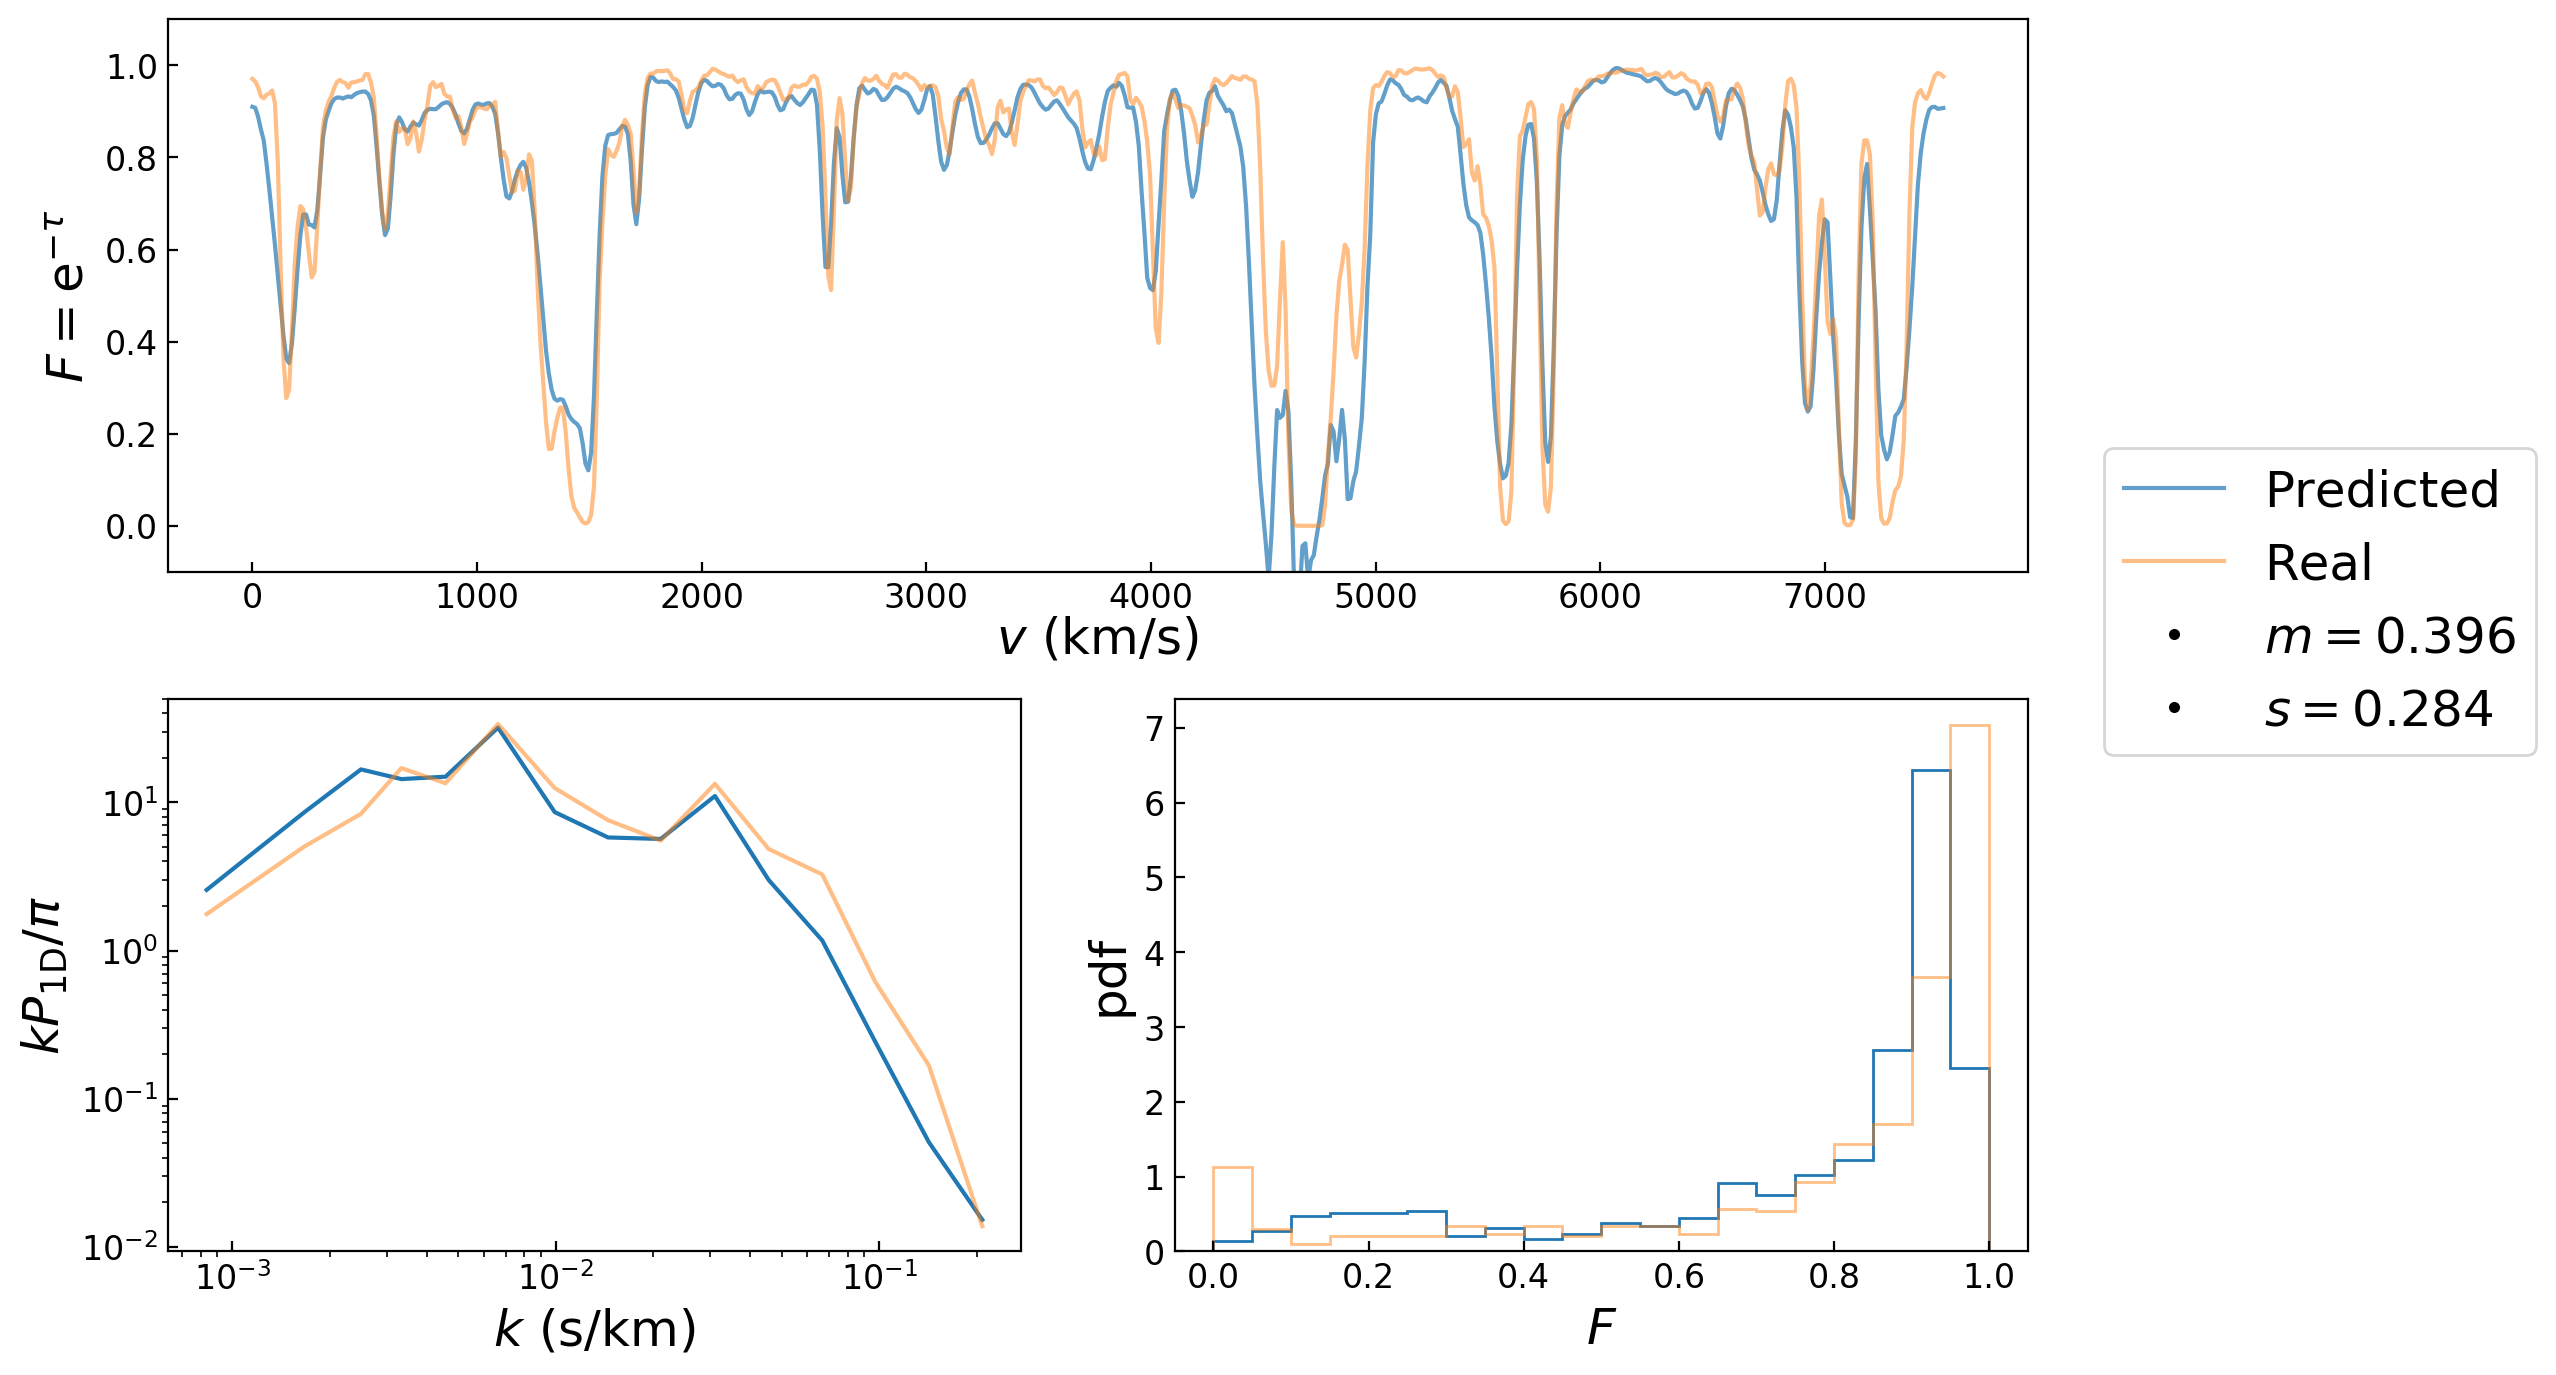 F = e^{−τ}
1.0
0.8
0.6
0.4
0.2
0.0
0 1000 2000 3000 4000 5000 6000 7000
v (km/s)
Predicted
Real
m = 0.396
s = 0.284
kP_{1D}/π
10^{1}
10^{0}
10^{−1}
10^{−2}
10^{−3} 10^{−2} 10^{−1}
k (s/km)
pdf
7
6
5
4
3
2
1
0
0.0 0.2 0.4 0.6 0.8 1.0
F